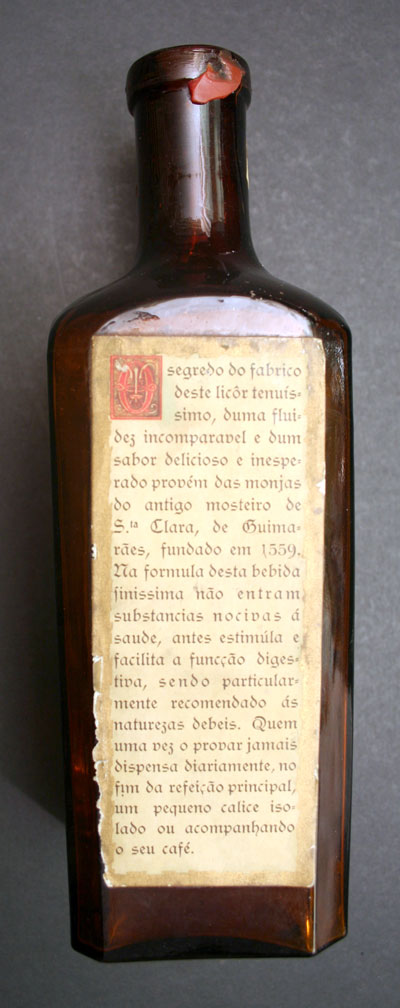 O segredo do fabrico
deste licôr tenuis-
simo, duma flui-
dez incomparavel e dum
sabor delicioso e inespe-
rado provém das monjas
do antigo mosteiro de
S.ta Clara, de Guima-
rães, fundado em 1559.
Na formula desta bebida
finissima não entram
substancias nocivas á
saude, antes estimúla e
facilita a funcção diges-
tiva, sendo particular-
mente recomendado ás
naturezas debeis. Quem
uma vez o provar jamais
dispensa diariamente, no
fim da refeição principal,
um pequeno calice iso-
lado ou acompanhando
o seu café.